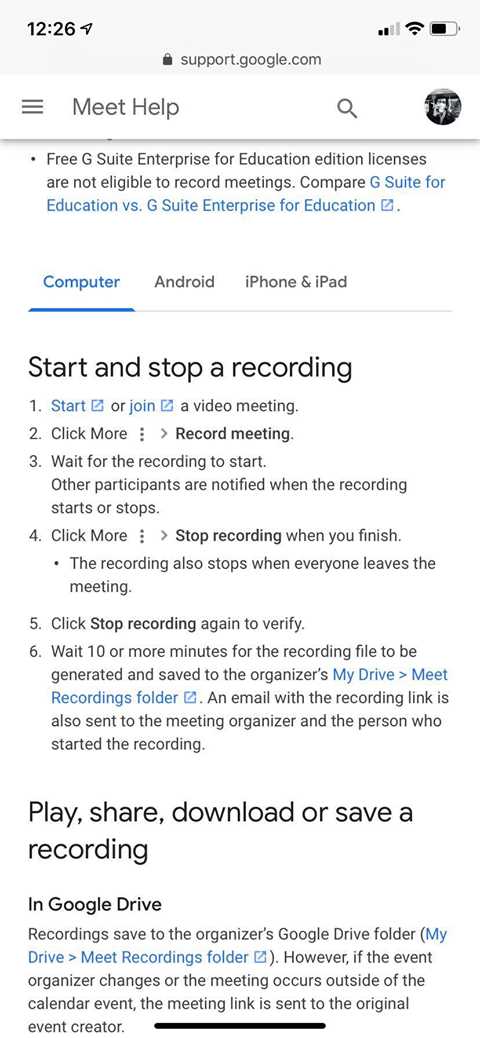 12:26
support.google.com
Meet Help
• Free G Suite Enterprise for Education edition licenses
are not eligible to record meetings. Compare G Suite for
Education vs. G Suite Enterprise for Education .
Computer Android iPhone & iPad
Start and stop a recording
1. Start or join a video meeting.
2. Click More ⋮ > Record meeting.
3. Wait for the recording to start.
Other participants are notified when the recording
starts or stops.
4. Click More ⋮ > Stop recording when you finish.
• The recording also stops when everyone leaves the
meeting.
5. Click Stop recording again to verify.
6. Wait 10 or more minutes for the recording file to be
generated and saved to the organizer’s My Drive > Meet
Recordings folder . An email with the recording link is
also sent to the meeting organizer and the person who
started the recording.
Play, share, download or save a
recording
In Google Drive
Recordings save to the organizer’s Google Drive folder (My
Drive > Meet Recordings folder ). However, if the event
organizer changes or the meeting occurs outside of the
calendar event, the meeting link is sent to the original
event creator.